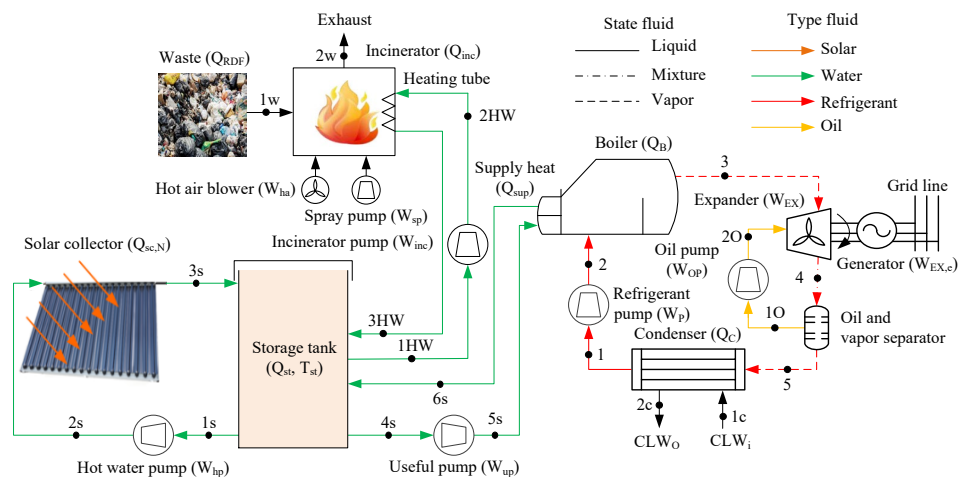 Exhaust
2w
Incinerator (Q_inc)
Waste (Q_RDF)
Heating tube
1w
2HW
Hot air blower (W_ha)
Spray pump (W_sp)
Incinerator pump (W_inc)
State fluid
Liquid
Mixture
Vapor
Type fluid
Solar
Water
Refrigerant
Oil
Boiler (Q_B)
Supply heat
(Q_sup)
3
Expander (W_EX)
Grid line
Oil pump
(W_OP)
2O
Generator (W_EX,e)
4
2
Refrigerant
pump (W_P)
1O
Oil and
vapor separator
1
Condenser (Q_C)
5
2c
1c
CLW_O
CLW_i
Solar collector (Q_sc,N)
3s
3HW
1HW
Storage tank
(Q_st, T_st)
6s
2s
1s
4s
5s
Hot water pump (W_hp)
Useful pump (W_up)